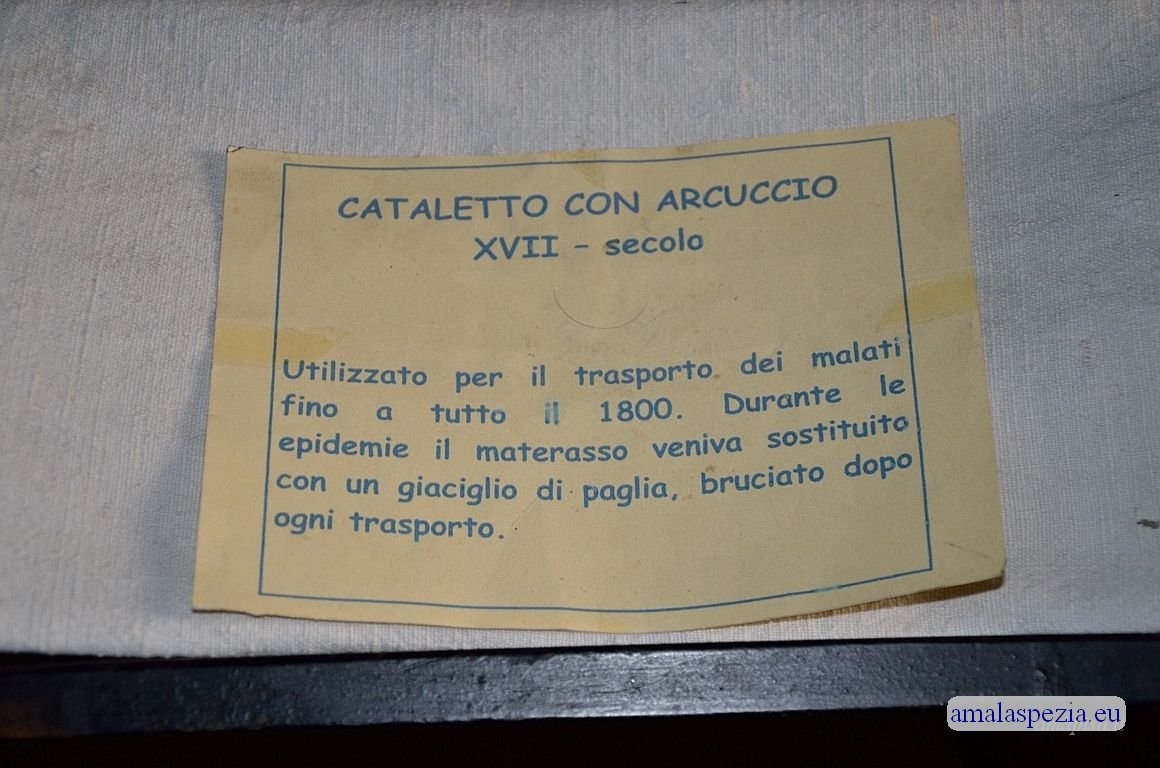 CATALETTO CON ARCUCCIO
XVII - secolo
Utilizzato per il trasporto dei malati
fino a tutto il 1800. Durante le
epidemie il materasso veniva sostituito
con un giaciglio di paglia, bruciato dopo
ogni trasporto.
amalaspezia.eu